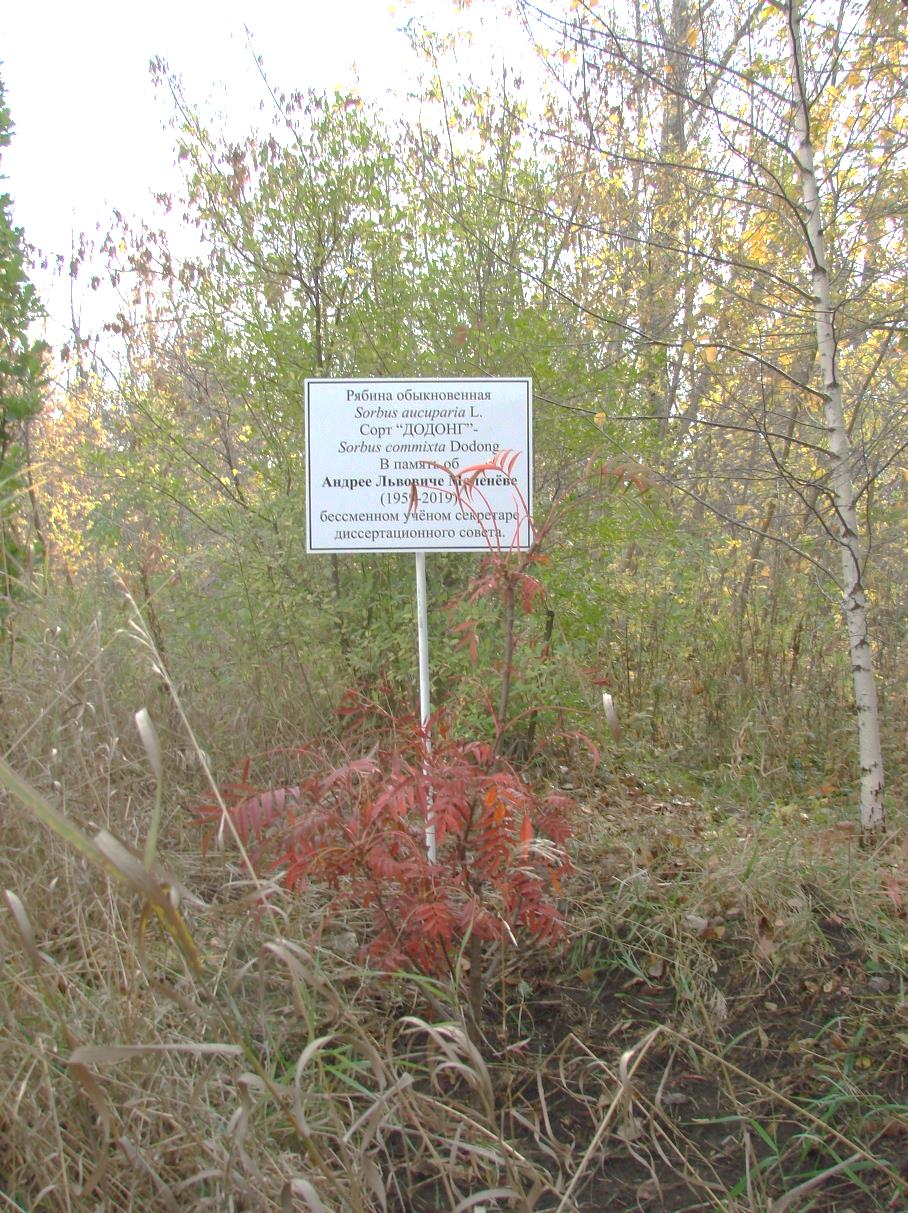 Рябина обыкновенная
Sorbus aucuparia L.
Сорт “ДОДОНГ”-
Sorbus commixta Dodong
В память об
Андрее Львовиче
(1959-2019)
бессменном учёном секретаре
диссертационного совета.